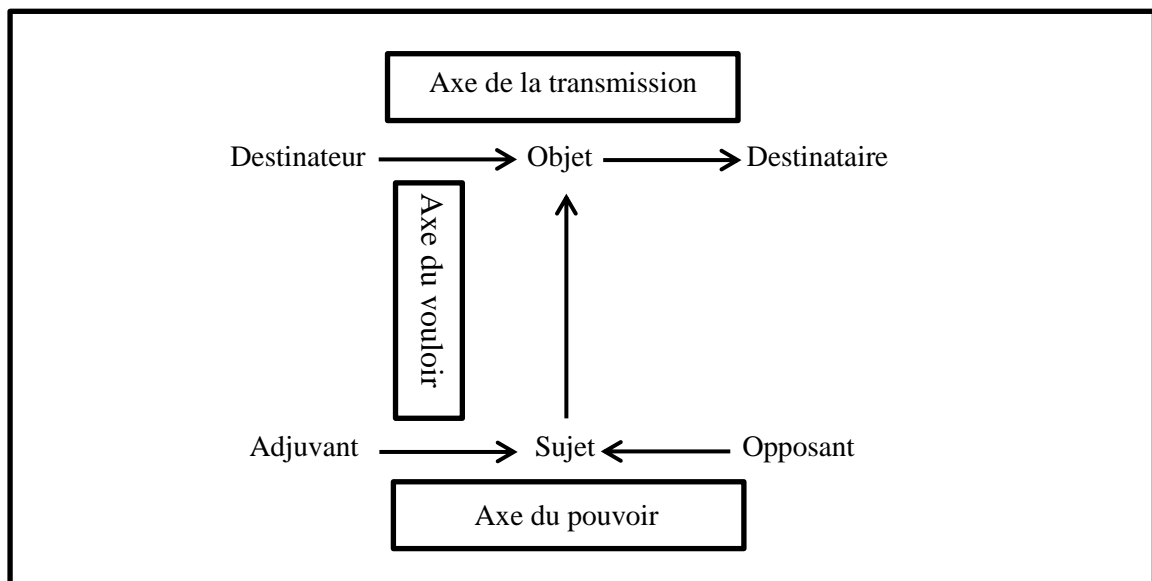 Axe de la transmission
Destinateur Objet Destinataire
Axe du vouloir
Adjuvant Sujet Opposant
Axe du pouvoir